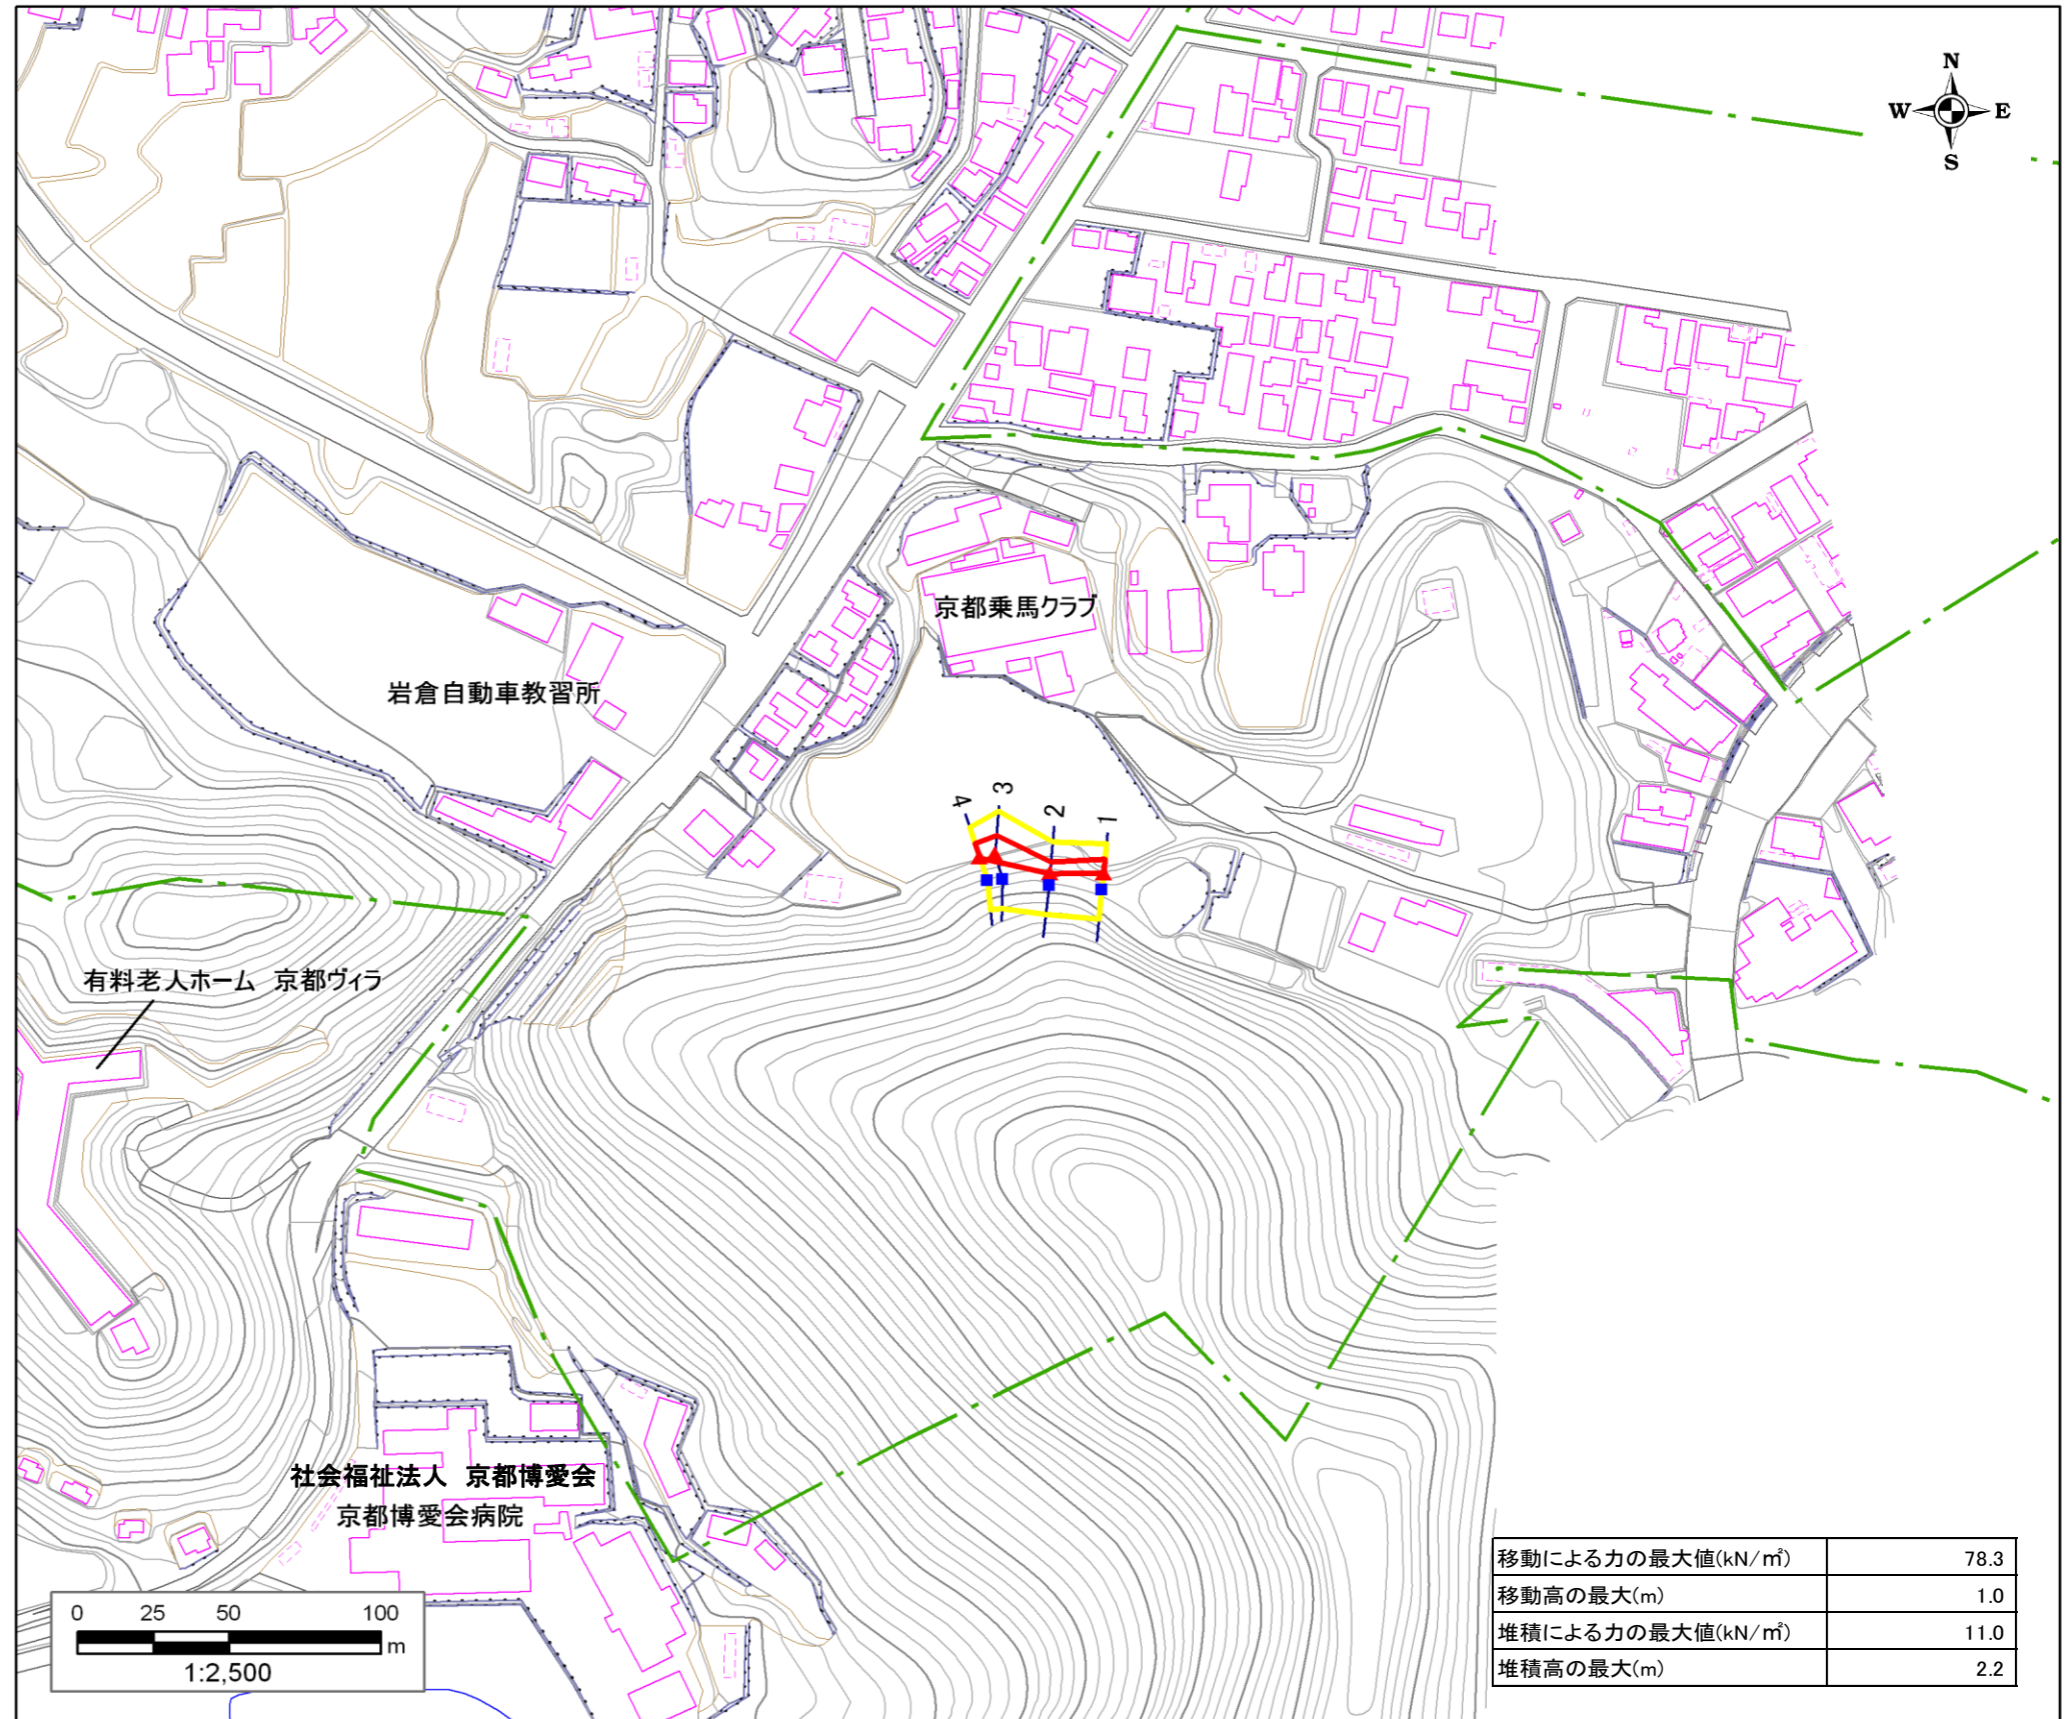 N
W E
S
京都乗馬クラブ
岩倉自動車教習所
4 3 2 1
有料老人ホーム 京都ヴィラ
社会福祉法人 京都博愛会
京都博愛会病院
0 25 50 100
m
1:2,500
移動による力の最大値(kN/㎡) 78.3
移動高の最大(m) 1.0
堆積による力の最大値(kN/㎡) 11.0
堆積高の最大(m) 2.2